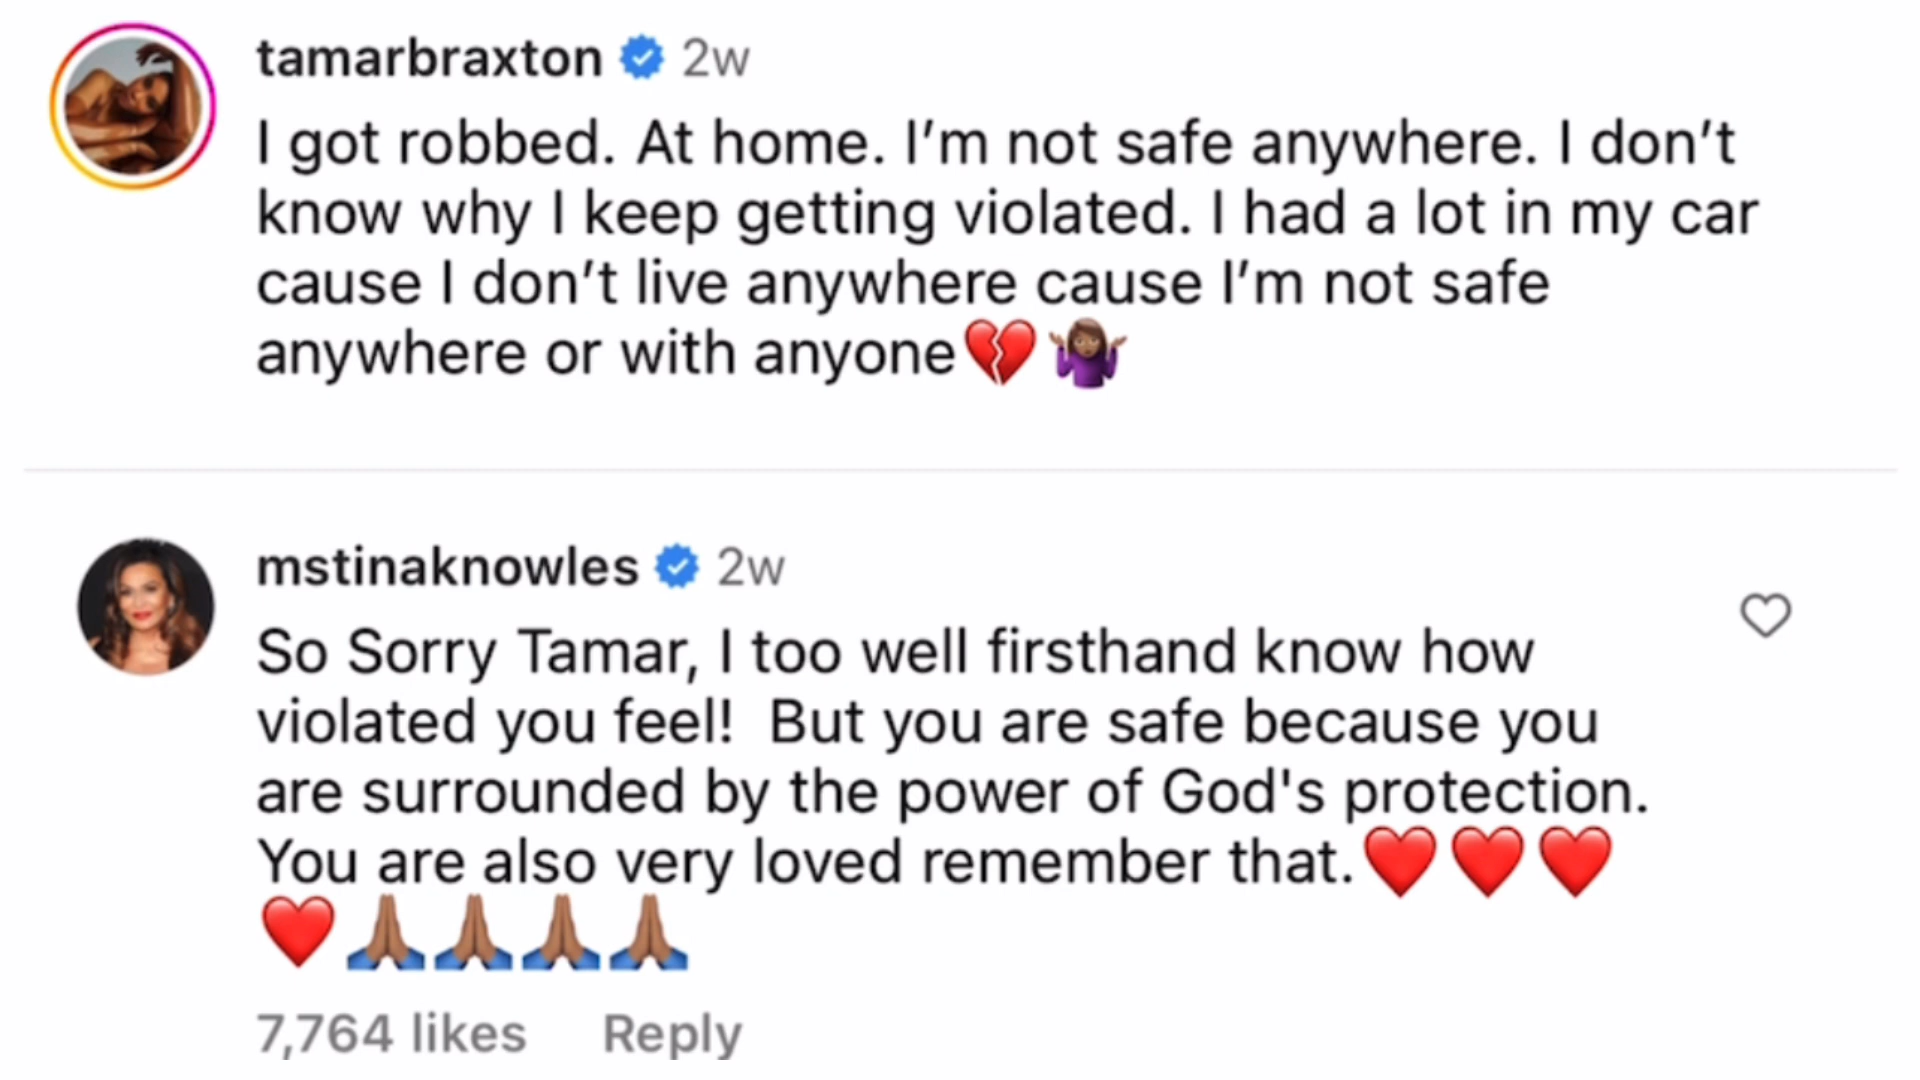 tamarbraxton 2w
I got robbed. At home. I’m not safe anywhere. I don’t
know why I keep getting violated. I had a lot in my car
cause I don’t live anywhere cause I’m not safe
anywhere or with anyone💔🤷🏾‍♀️
mstinaknowles 2w
So Sorry Tamar, I too well firsthand know how
violated you feel!  But you are safe because you
are surrounded by the power of God's protection.
You are also very loved remember that.❤️❤️❤️
❤️🙏🏾🙏🏾🙏🏾🙏🏾
7,764 likes Reply